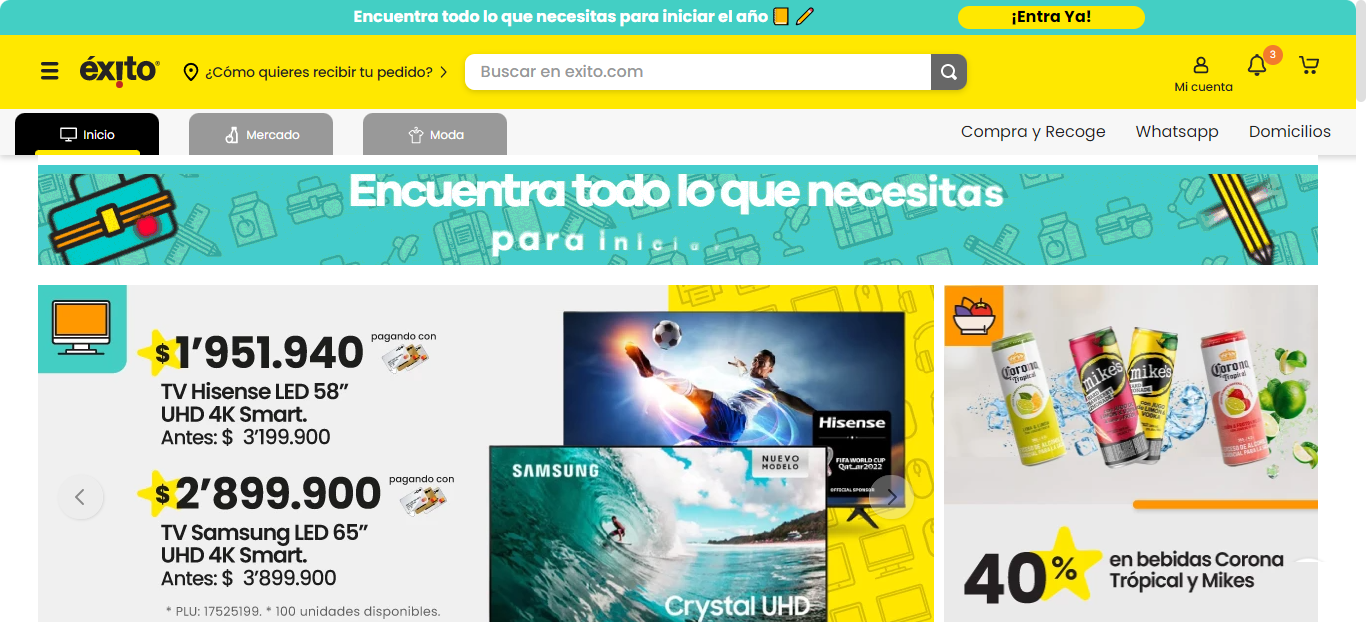 Encuentra todo lo que necesitas para iniciar el año
¡Entra Ya!
éxito
¿Cómo quieres recibir tu pedido?
Buscar en exito.com
Mi cuenta
3
Inicio
Mercado
Moda
Compra y Recoge
Whatsapp
Domicilios
Encuentra todo lo que necesitas
para iniciar
$1’951.940
pagando con
TV Hisense LED 58”
UHD 4K Smart.
Antes: $ 3’199.900
$2’899.900
pagando con
TV Samsung LED 65”
UHD 4K Smart.
Antes: $ 3’899.900
* PLU: 17525199. * 100 unidades disponibles.
Hisense
FIFA WORLD CUP
Qatar2022
OFFICIAL SPONSOR
SAMSUNG
NUEVO
MODELO
Crystal UHD
Corona
Tropical
mike's
HARD
LEMONADE
mike's
HARD
LEMONADE
Corona
Tropical
40%
en bebidas Corona
Trópical y Mikes